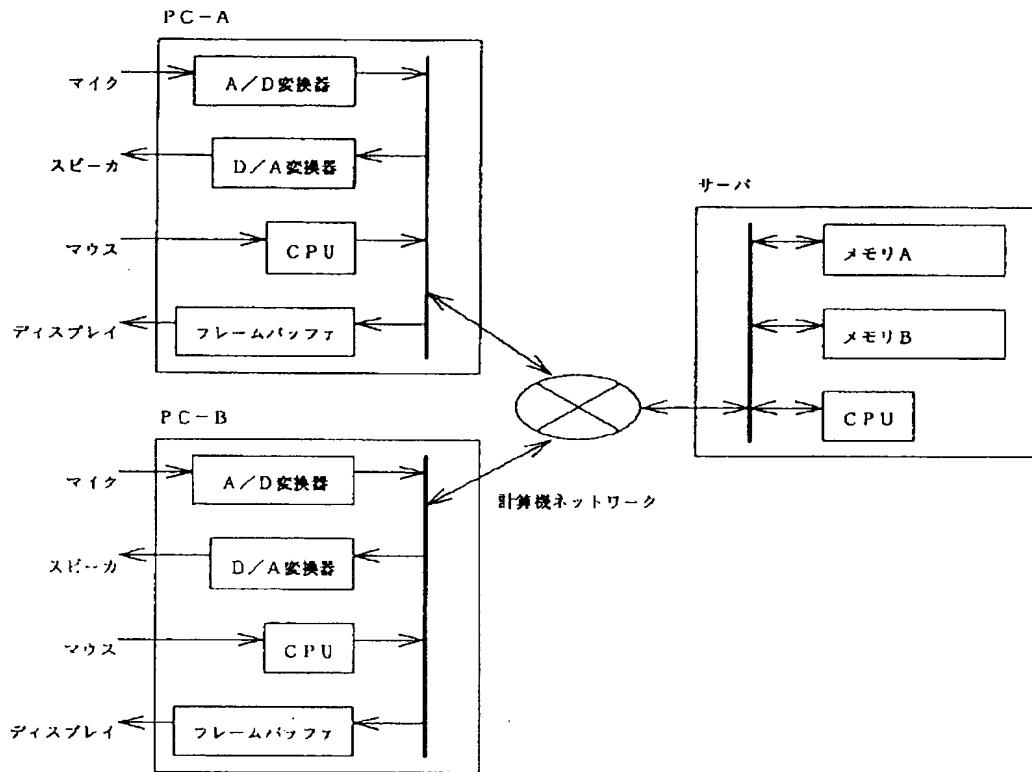 PC-A
マイク
A/D変換器
スピーカ
D/A変換器
マウス
CPU
ディスプレイ
フレームバッファ
PC-B
マイク
A/D変換器
スピーカ
D/A変換器
マウス
CPU
ディスプレイ
フレームバッファ
計算機ネットワーク
サーバ
メモリA
メモリB
CPU